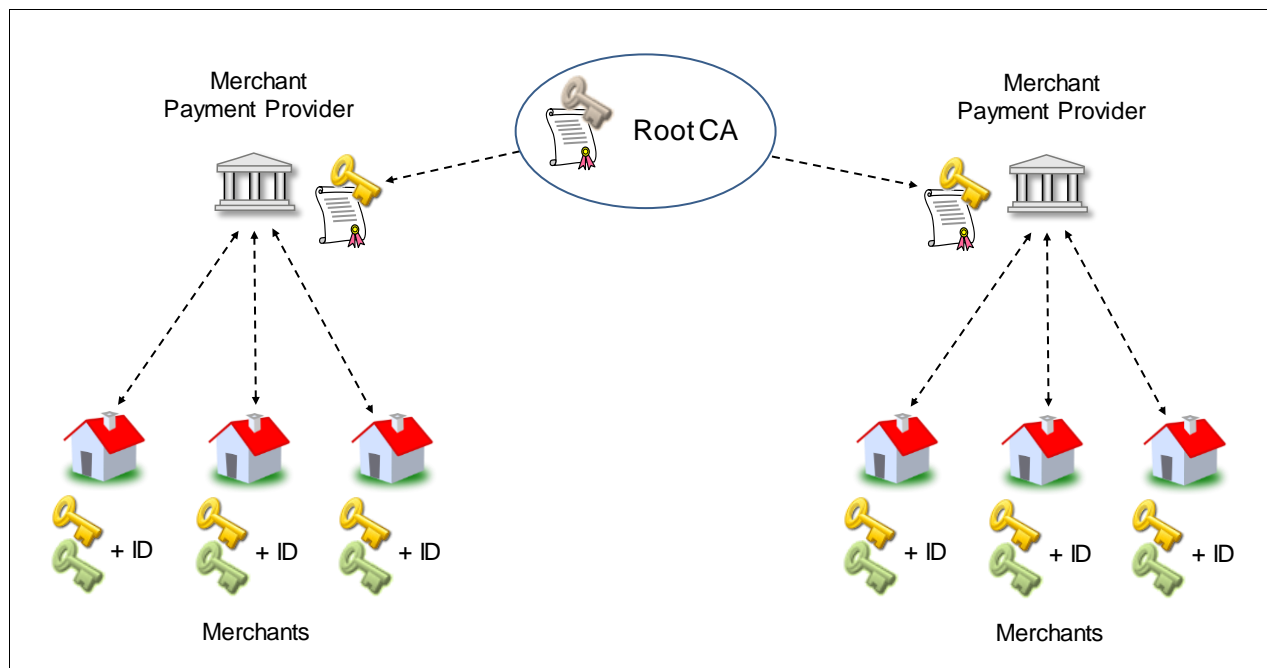 Merchant
Payment Provider
Root CA
Merchant
Payment Provider
+ ID
+ ID
+ ID
+ ID
+ ID
+ ID
Merchants
Merchants